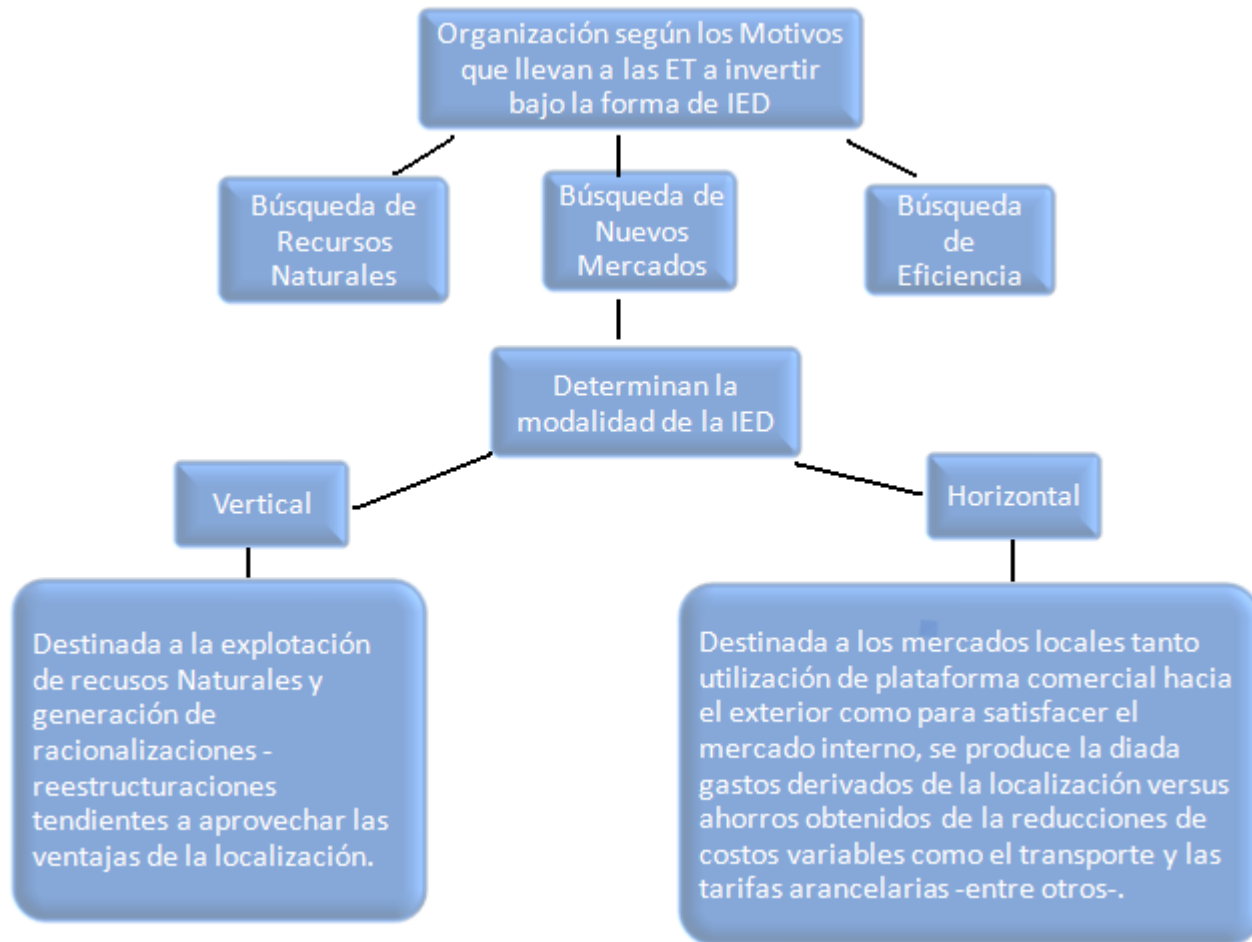 Organización según los Motivos
que llevan a las ET a invertir
bajo la forma de IED
Búsqueda de
Recursos
Naturales
Búsqueda de
Nuevos
Mercados
Búsqueda
de
Eficiencia
Determinan la
modalidad de la IED
Vertical
Horizontal
Destinada a la explotación
de recusos Naturales y
generación de
racionalizaciones -
reestructuraciones
tendientes a aprovechar las
ventajas de la localización.
Destinada a los mercados locales tanto
utilización de plataforma comercial hacia
el exterior como para satisfacer el
mercado interno, se produce la diada
gastos derivados de la localización versus
ahorros obtenidos de la reducciones de
costos variables como el transporte y las
tarifas arancelarias -entre otros-.